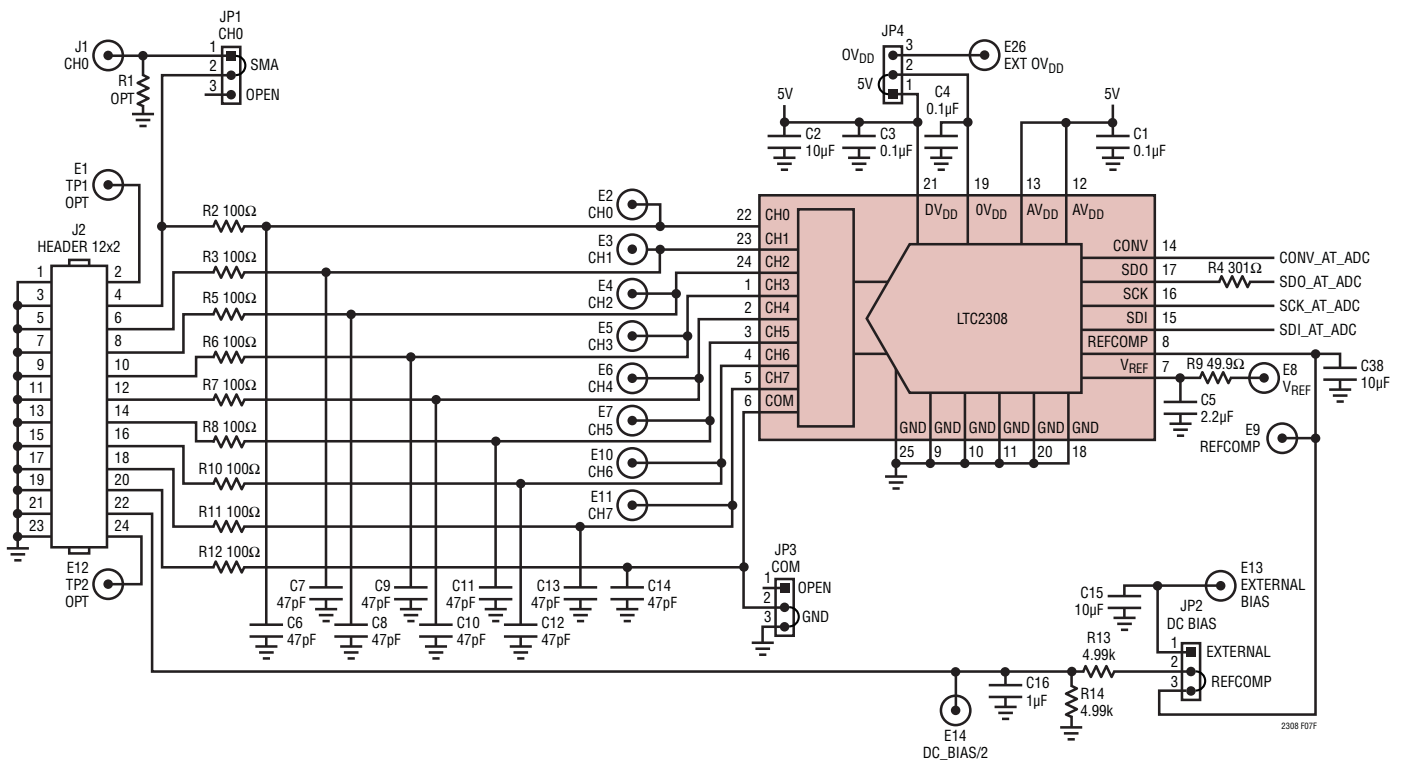 JP1
CH0
J1
CH0
1
2
3
SMA
OPEN
R1
OPT
JP4
OVDD
3
2
5V
1
E26
EXT OVDD
5V
C4
0.1µF
5V
C2
10µF
C3
0.1µF
C1
0.1µF
E1
TP1
OPT
J2
HEADER 12x2
1
2
3
4
5
6
7
8
9
10
11
12
13
14
15
16
17
18
19
20
21
22
23
24
E12
TP2
OPT
R2 100Ω
R3 100Ω
R5 100Ω
R6 100Ω
R7 100Ω
R8 100Ω
R10 100Ω
R11 100Ω
R12 100Ω
E2
CH0
E3
CH1
E4
CH2
E5
CH3
E6
CH4
E7
CH5
E10
CH6
E11
CH7
22 CH0
23 CH1
24 CH2
1 CH3
2 CH4
3 CH5
4 CH6
5 CH7
6 COM
21
19
13
12
DVDD
OVDD
AVDD
AVDD
LTC2308
CONV 14
CONV_AT_ADC
SDO 17
R4 301Ω
SDO_AT_ADC
SCK 16
SCK_AT_ADC
SDI 15
SDI_AT_ADC
REFCOMP 8
VREF 7
R9 49.9Ω
E8
VREF
C38
10µF
C5
2.2µF
E9
REFCOMP
GND GND GND GND GND GND
25 9 10 11 20 18
C7
47pF
C9
47pF
C11
47pF
C13
47pF
C14
47pF
C6
47pF
C8
47pF
C10
47pF
C12
47pF
JP3
COM
1
2
3
OPEN
GND
C15
10µF
E13
EXTERNAL
BIAS
JP2
DC BIAS
R13
4.99k
1
2
3
EXTERNAL
REFCOMP
C16
1µF
R14
4.99k
E14
DC_BIAS/2
2308 F07F